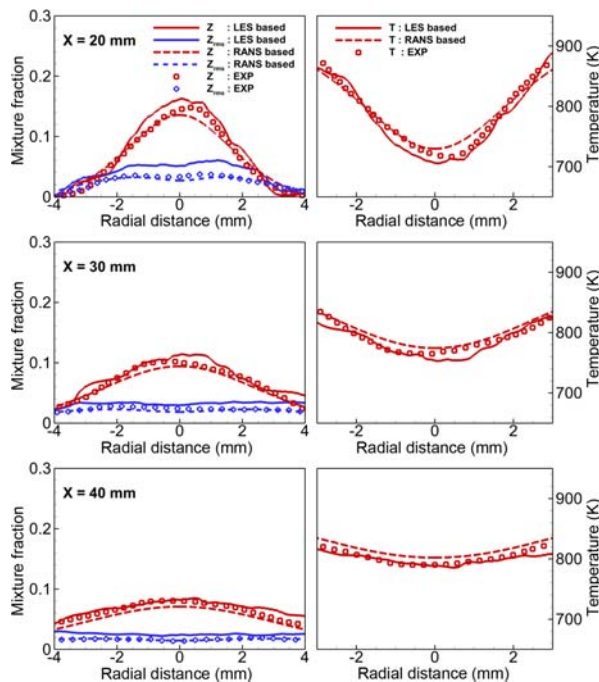 X = 20 mm
Z : LES based
Zrms : LES based
Z : RANS based
Zrms : RANS based
Z : EXP
Zrms : EXP
Mixture fraction
0.3
0.2
0.1
0
-4
-2
0
2
4
Radial distance (mm)
T : LES based
T : RANS based
T : EXP
900
800
700
Temperature (K)
-2
0
2
Radial distance (mm)
X = 30 mm
Mixture fraction
0.3
0.2
0.1
0
-4
-2
0
2
4
Radial distance (mm)
900
800
700
Temperature (K)
-2
0
2
Radial distance (mm)
X = 40 mm
Mixture fraction
0.3
0.2
0.1
0
-4
-2
0
2
4
Radial distance (mm)
900
800
700
Temperature (K)
-2
0
2
Radial distance (mm)